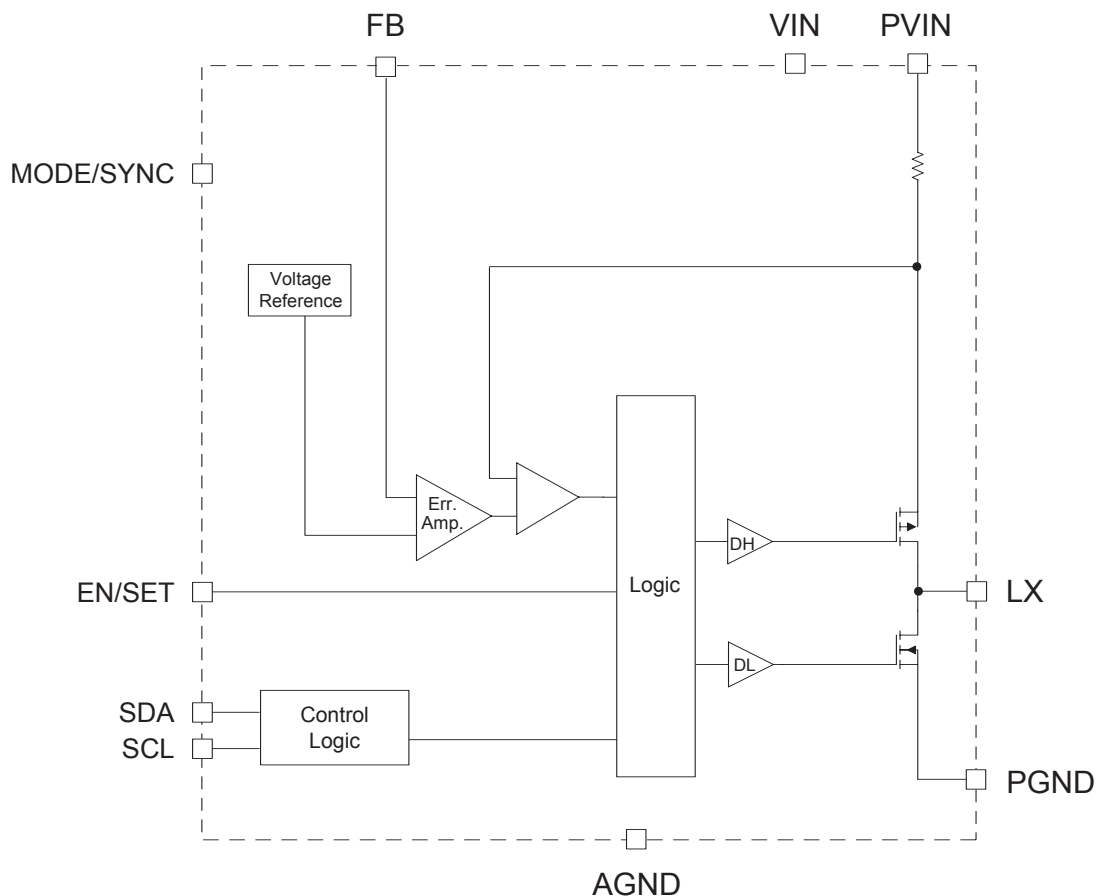 FB
VIN
PVIN
MODE/SYNC
Voltage
Reference
Err.
Amp.
DH
Logic
EN/SET
LX
DL
SDA
SCL
Control
Logic
PGND
AGND